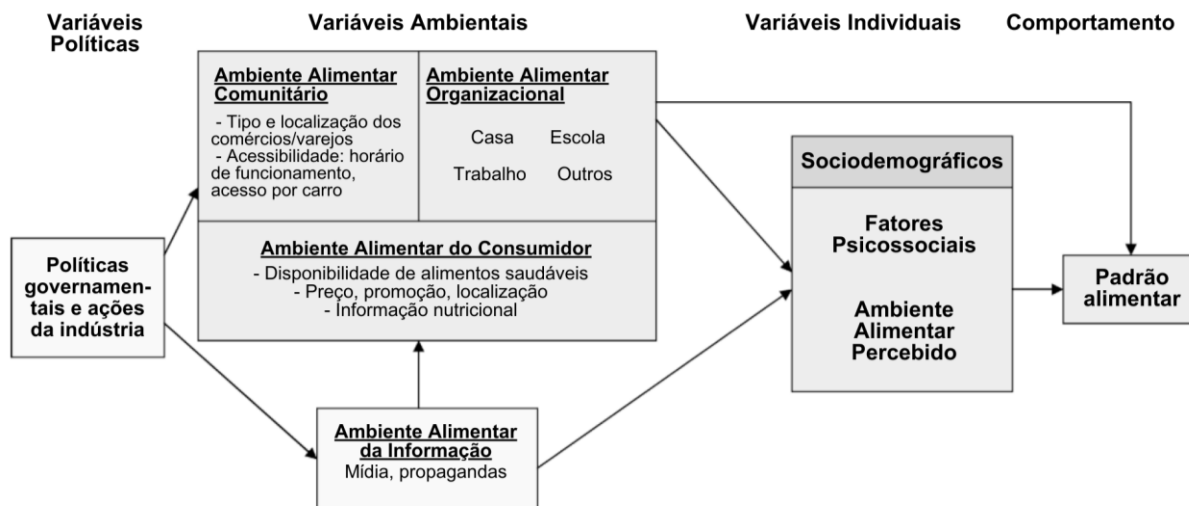 Variáveis
Políticas
Variáveis Ambientais
Variáveis Individuais
Comportamento
Ambiente Alimentar
Comunitário
- Tipo e localização dos
comércios/varejos
- Acessibilidade: horário
de funcionamento,
acesso por carro
Ambiente Alimentar
Organizacional
Casa Escola
Trabalho Outros
Ambiente Alimentar do Consumidor
- Disponibilidade de alimentos saudáveis
- Preço, promoção, localização
- Informação nutricional
Políticas
governamen-
tais e ações
da indústria
Ambiente Alimentar
da Informação
Mídia, propagandas
Sociodemográficos
Fatores
Psicossociais
Ambiente
Alimentar
Percebido
Padrão
alimentar